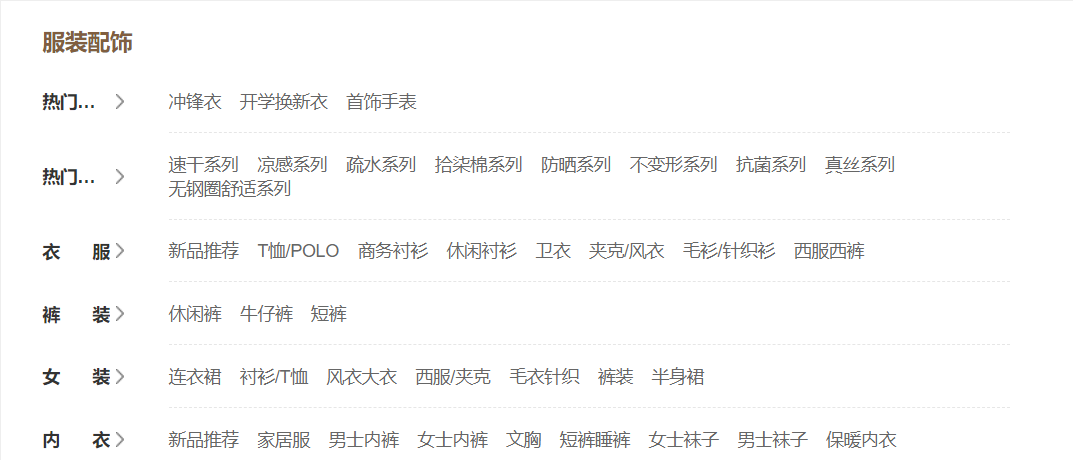 服装配饰
热门... 冲锋衣 开学换新衣 首饰手表
热门... 速干系列 凉感系列 疏水系列 拾柒棉系列 防晒系列 不变形系列 抗菌系列 真丝系列
无钢圈舒适系列
衣 服 新品推荐 T恤/POLO 商务衬衫 休闲衬衫 卫衣 夹克/风衣 毛衫/针织衫 西服西裤
裤 装 休闲裤 牛仔裤 短裤
女 装 连衣裙 衬衫/T恤 风衣大衣 西服/夹克 毛衣针织 裤装 半身裙
内 衣 新品推荐 家居服 男士内裤 女士内裤 文胸 短裤睡裤 女士袜子 男士袜子 保暖内衣